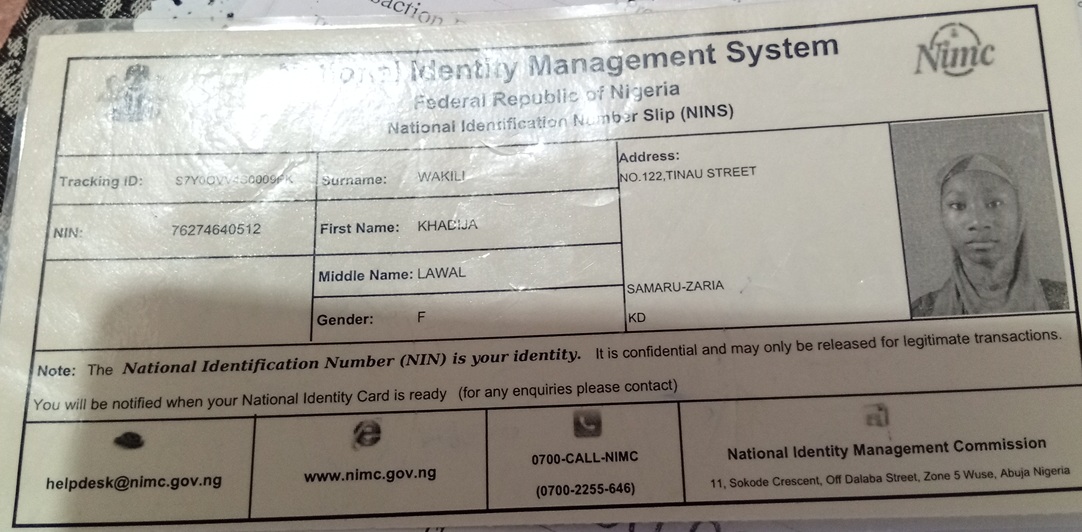 action
National Identity Management System
Nimc
Federal Republic of Nigeria
National Identification Number Slip (NINS)
Tracking ID:
Surname: WAKILI
Address:
NO.122,TINAU STREET
NIN: 76274640512
First Name: KHADIJA
Middle Name: LAWAL
SAMARU-ZARIA
Gender: F
KD
Note: The National Identification Number (NIN) is your identity. It is confidential and may only be released for legitimate transactions.
You will be notified when your National Identity Card is ready (for any enquiries please contact)
helpdesk@nimc.gov.ng
www.nimc.gov.ng
0700-CALL-NIMC
(0700-2255-646)
National Identity Management Commission
11, Sokode Crescent, Off Dalaba Street, Zone 5 Wuse, Abuja Nigeria